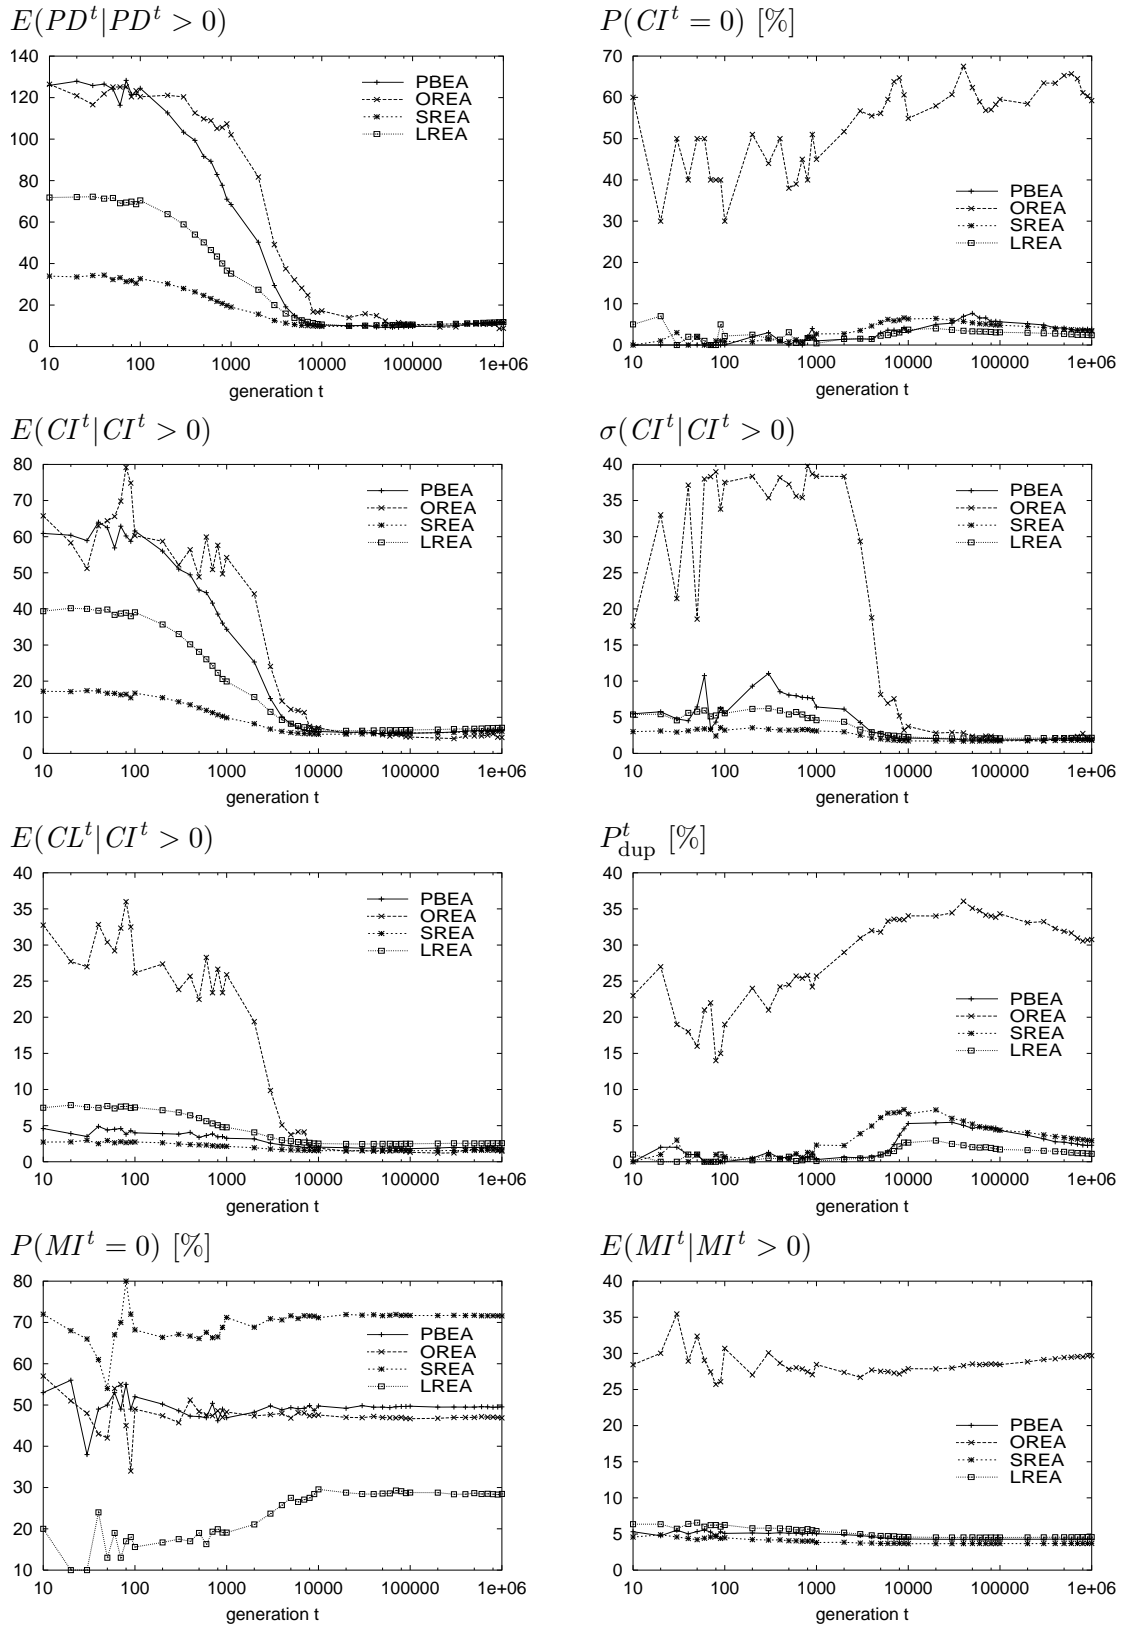 E(PD^t|PD^t > 0)
140
120
100
80
60
40
20
0
10
100
1000
10000
100000
1e+06
generation t
PBEA
OREA
SREA
LREA
P(CI^t = 0) [%]
70
60
50
40
30
20
10
0
10
100
1000
10000
100000
1e+06
generation t
PBEA
OREA
SREA
LREA
E(CI^t|CI^t > 0)
80
70
60
50
40
30
20
10
0
10
100
1000
10000
100000
1e+06
generation t
PBEA
OREA
SREA
LREA
σ(CI^t|CI^t > 0)
40
35
30
25
20
15
10
5
0
10
100
1000
10000
100000
1e+06
generation t
PBEA
OREA
SREA
LREA
E(CL^t|CI^t > 0)
40
35
30
25
20
15
10
5
0
10
100
1000
10000
100000
1e+06
generation t
PBEA
OREA
SREA
LREA
P^t_dup [%]
40
35
30
25
20
15
10
5
0
10
100
1000
10000
100000
1e+06
generation t
PBEA
OREA
SREA
LREA
P(MI^t = 0) [%]
80
70
60
50
40
30
20
10
10
100
1000
10000
100000
1e+06
generation t
PBEA
OREA
SREA
LREA
E(MI^t|MI^t > 0)
40
35
30
25
20
15
10
5
0
10
100
1000
10000
100000
1e+06
generation t
PBEA
OREA
SREA
LREA